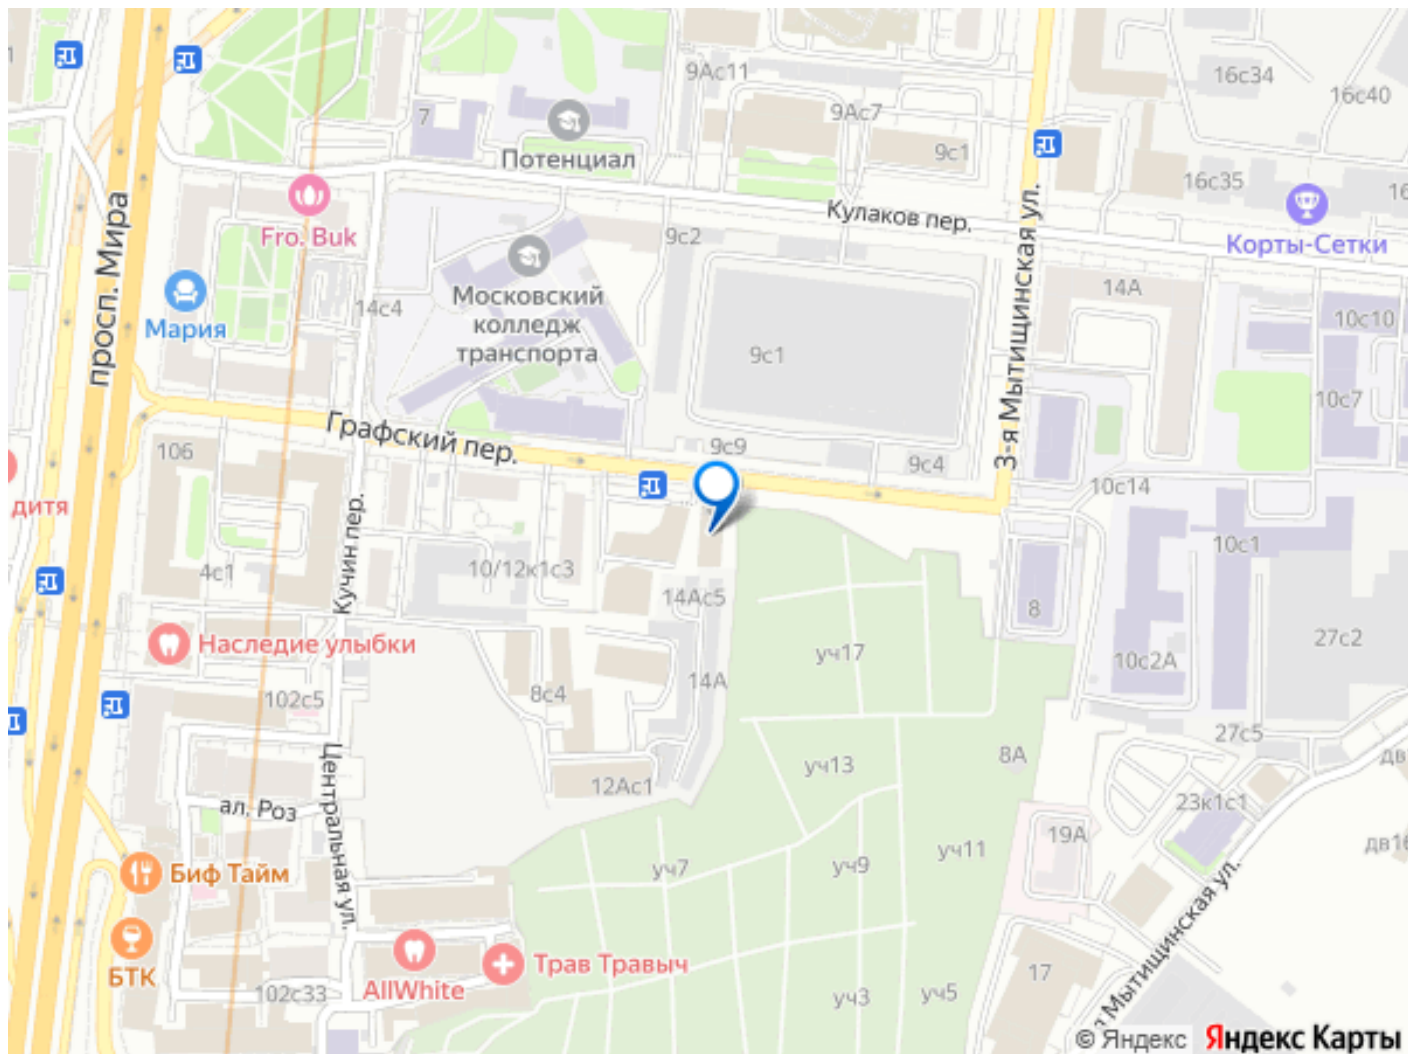 9Ас11
16с34
16с40
7
9Ас7
Потенциал
9с1
16с35
просп. Мира
Fro. Buk
9с2
Кулаков пер.
Корты-Сетки
Мария
14с4
Московский
колледж
транспорта
9с1
3-я Мытищинская ул.
14А
10с10
10с7
106
Графский пер.
9с9
9с4
10с14
дитя
4с1
Кучин пер.
10/12к1с3
14Ас5
8
10с1
27с2
Наследие улыбки
уч17
10с2А
102с5
8с4
14А
27с5
Центральная ул.
12Ас1
уч13
8А
23к1с1
ал. Роз
19А
дв16
Биф Тайм
уч7
уч9
уч11
БТК
AllWhite
Трав Травыч
102с33
уч3
уч5
17
я Мытищинская ул.
© Яндекс
Яндекс Карты